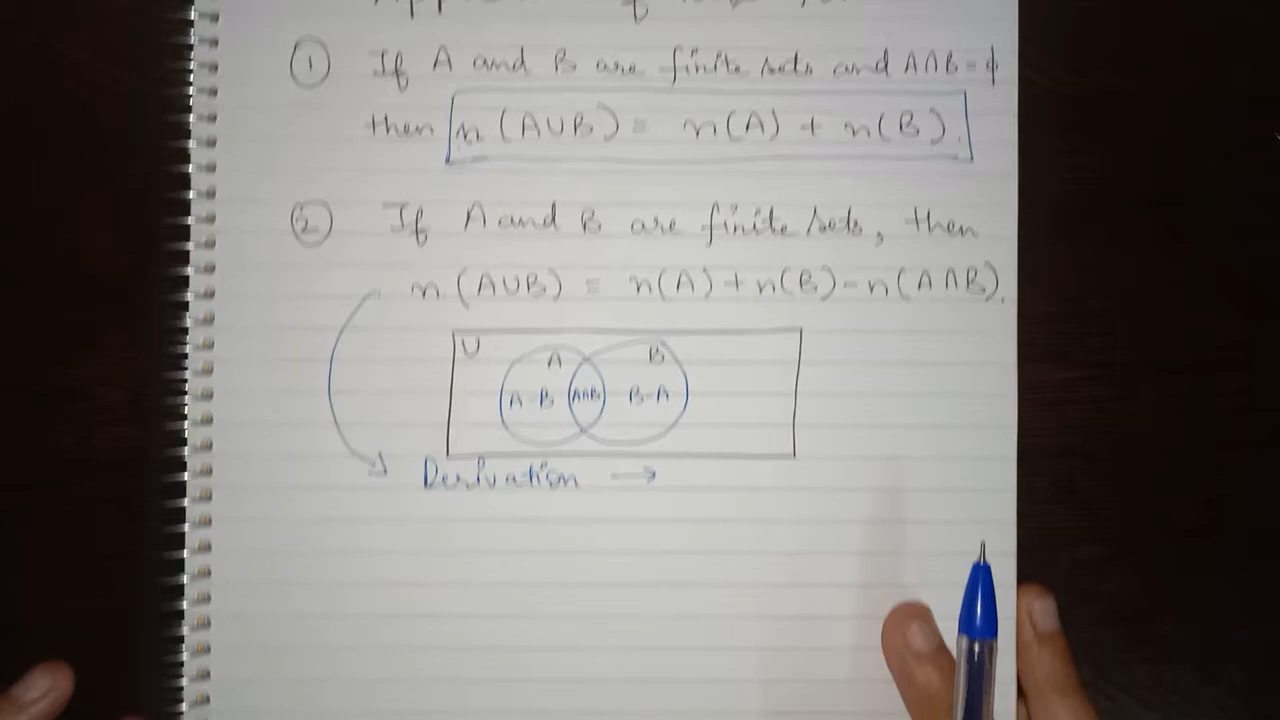 ① If A and B are finite sets and A∩B=ϕ
then n(A∪B) = n(A) + n(B).
② If A and B are finite sets, then
n(A∪B) = n(A)+n(B)-n(A∩B).
U A B
A-B A∩B B-A
Derivation →